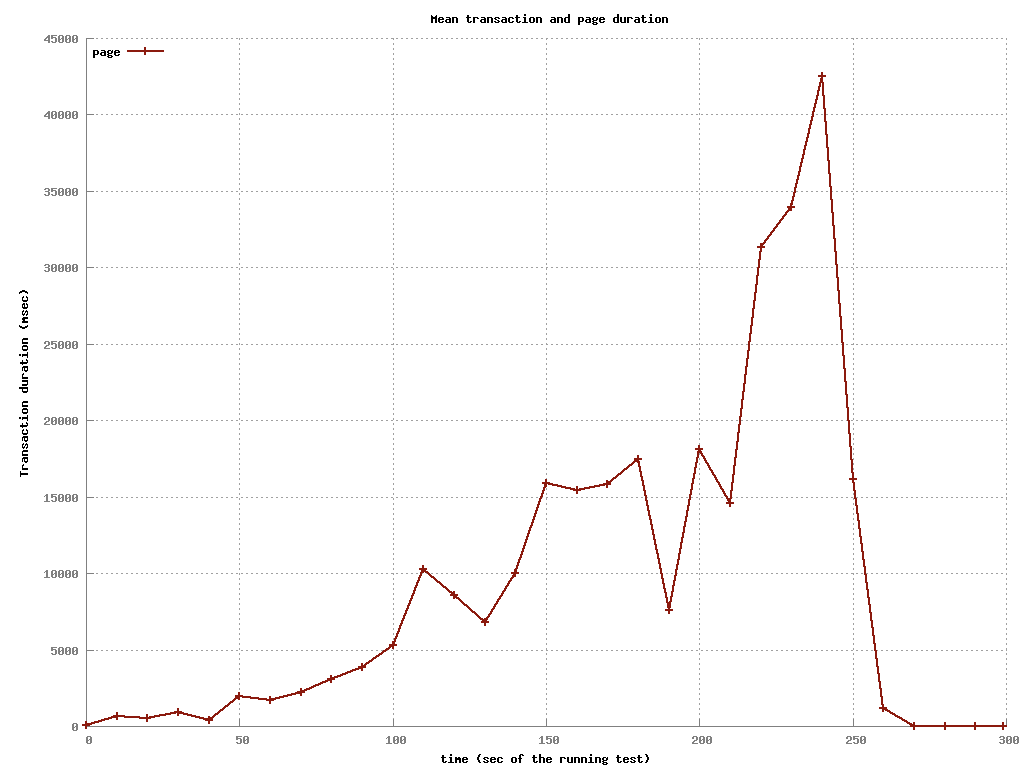 Mean transaction and page duration
page
45000
40000
35000
30000
25000
20000
15000
10000
5000
0
Transaction duration (msec)
0 50 100 150 200 250 300
time (sec of the running test)